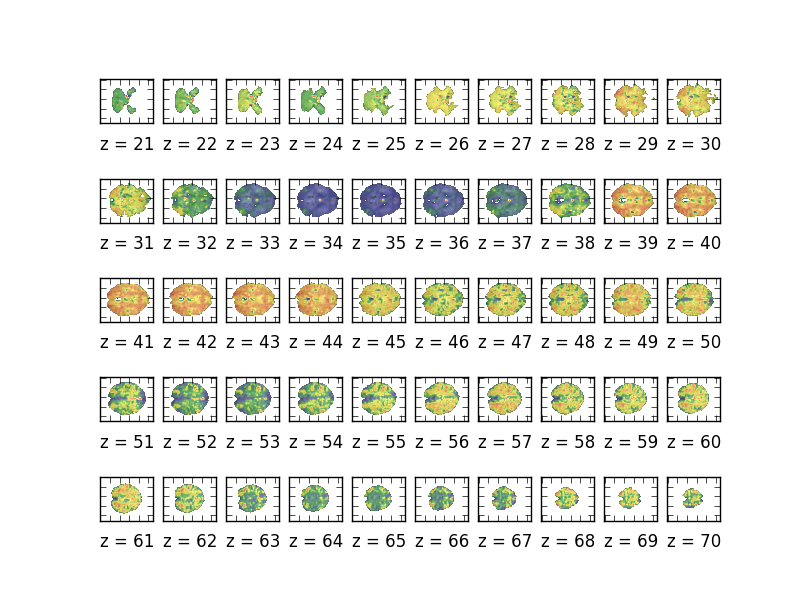 z = 21 z = 22 z = 23 z = 24 z = 25 z = 26 z = 27 z = 28 z = 29 z = 30
z = 31 z = 32 z = 33 z = 34 z = 35 z = 36 z = 37 z = 38 z = 39 z = 40
z = 41 z = 42 z = 43 z = 44 z = 45 z = 46 z = 47 z = 48 z = 49 z = 50
z = 51 z = 52 z = 53 z = 54 z = 55 z = 56 z = 57 z = 58 z = 59 z = 60
z = 61 z = 62 z = 63 z = 64 z = 65 z = 66 z = 67 z = 68 z = 69 z = 70